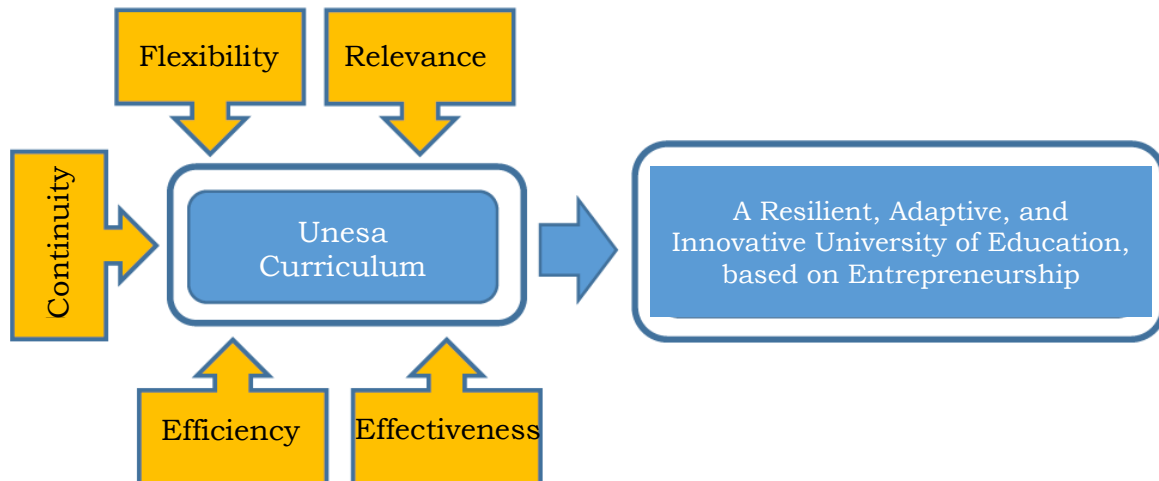 Flexibility
Relevance
Continuity
Unesa
Curriculum
A Resilient, Adaptive, and
Innovative University of Education,
based on Entrepreneurship
Efficiency
Effectiveness